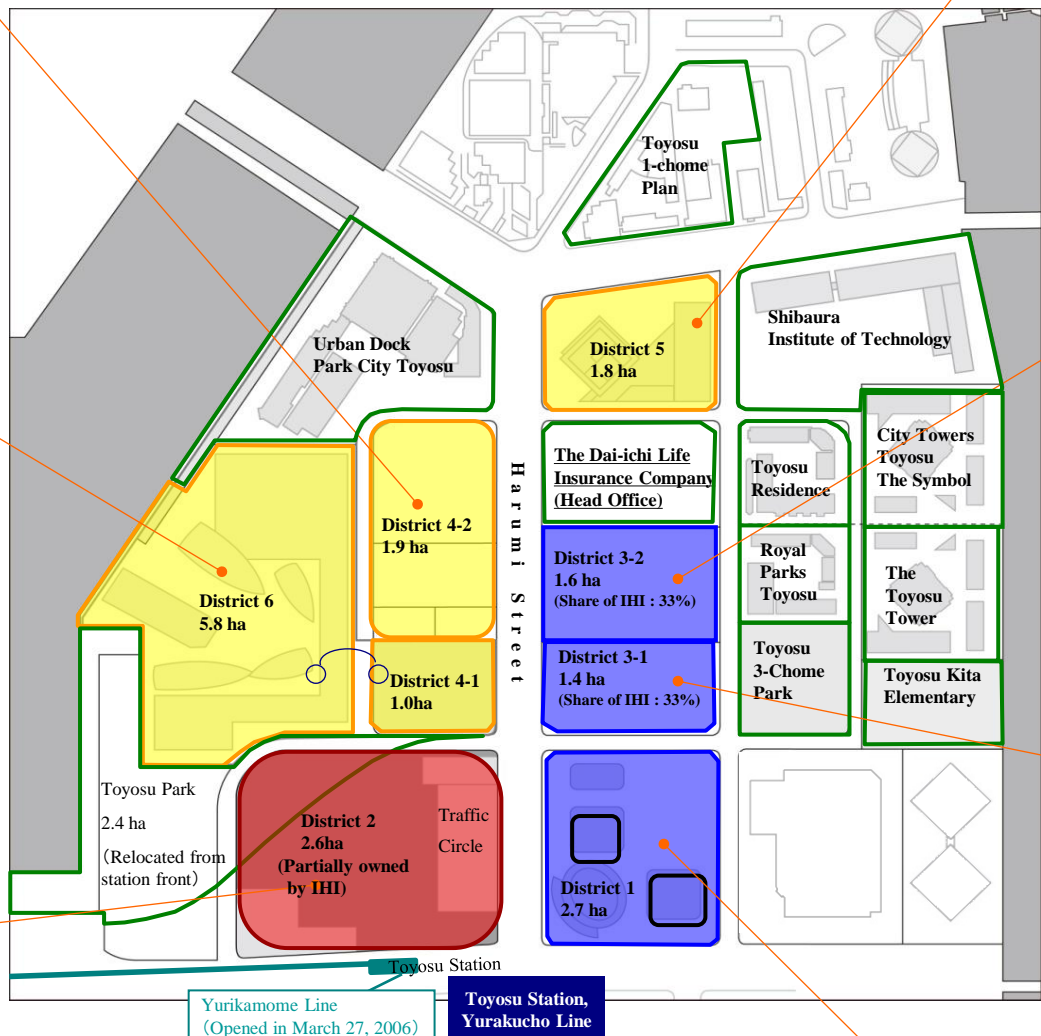 Toyosu
1-chome
Plan
Shibaura
Institute of Technology
Urban Dock
Park City Toyosu
District 5
1.8 ha
District 4-2
1.9 ha
Harumi Street
The Dai-ichi Life
Insurance Company
(Head Office)
Toyosu
Residence
City Towers
Toyosu
The Symbol
District 3-2
1.6 ha
(Share of IHI : 33%)
Royal
Parks
Toyosu
The
Toyosu
Tower
District 6
5.8 ha
District 4-1
1.0ha
District 3-1
1.4 ha
(Share of IHI : 33%)
Toyosu
3-Chome
Park
Toyosu Kita
Elementary
Toyosu Park
2.4 ha
(Relocated from
station front)
District 2
2.6ha
(Partially owned
by IHI)
Traffic
Circle
District 1
2.7 ha
Toyosu Station
Yurikamome Line
(Opened in March 27, 2006)
Toyosu Station,
Yurakucho Line